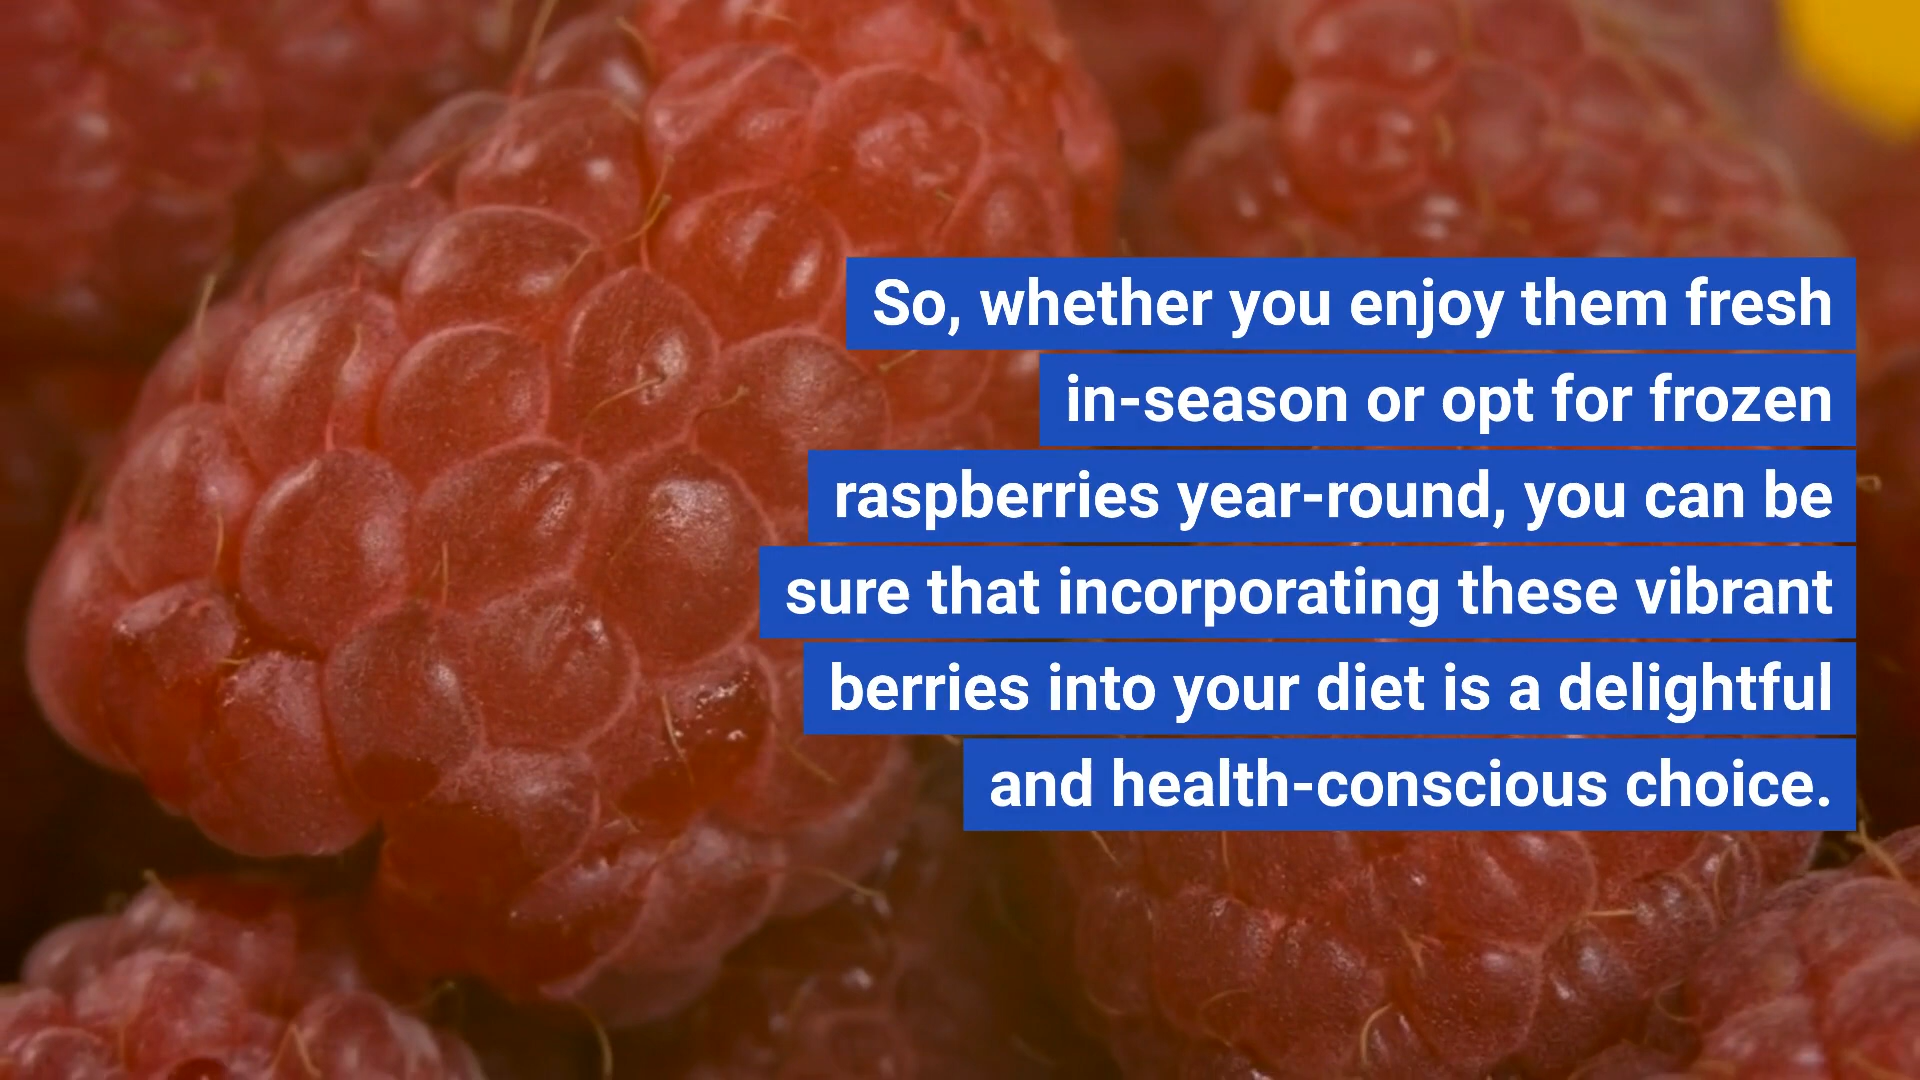 So, whether you enjoy them fresh
in-season or opt for frozen
raspberries year-round, you can be
sure that incorporating these vibrant
berries into your diet is a delightful
and health-conscious choice.